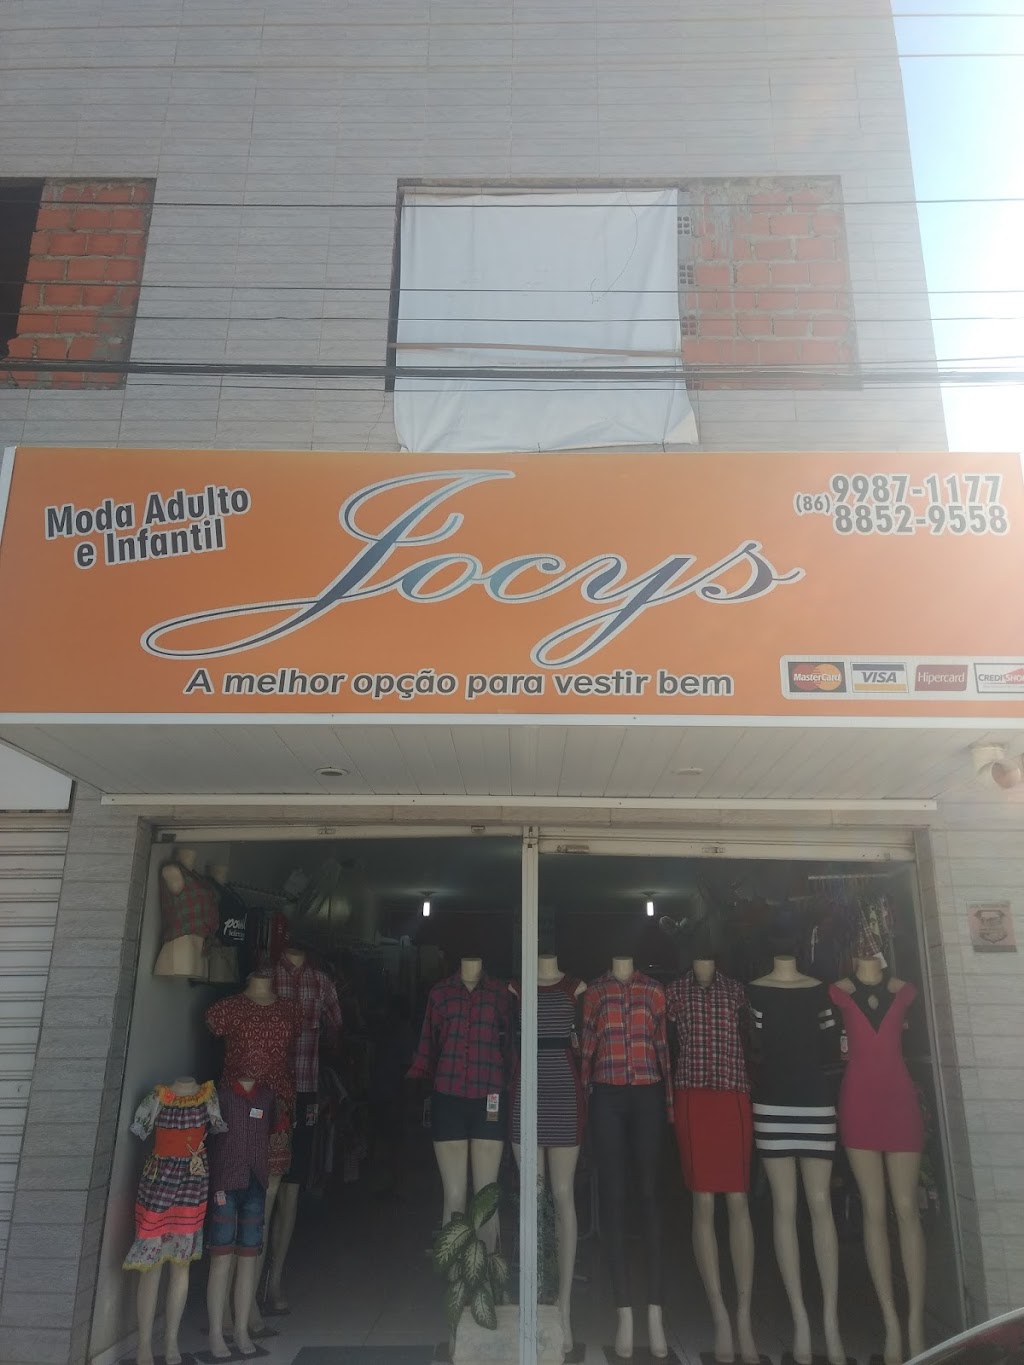 Moda Adulto
e Infantil
Jocys
(86) 9987-1177
8852-9558
A melhor opção para vestir bem
MasterCard
VISA
Hipercard